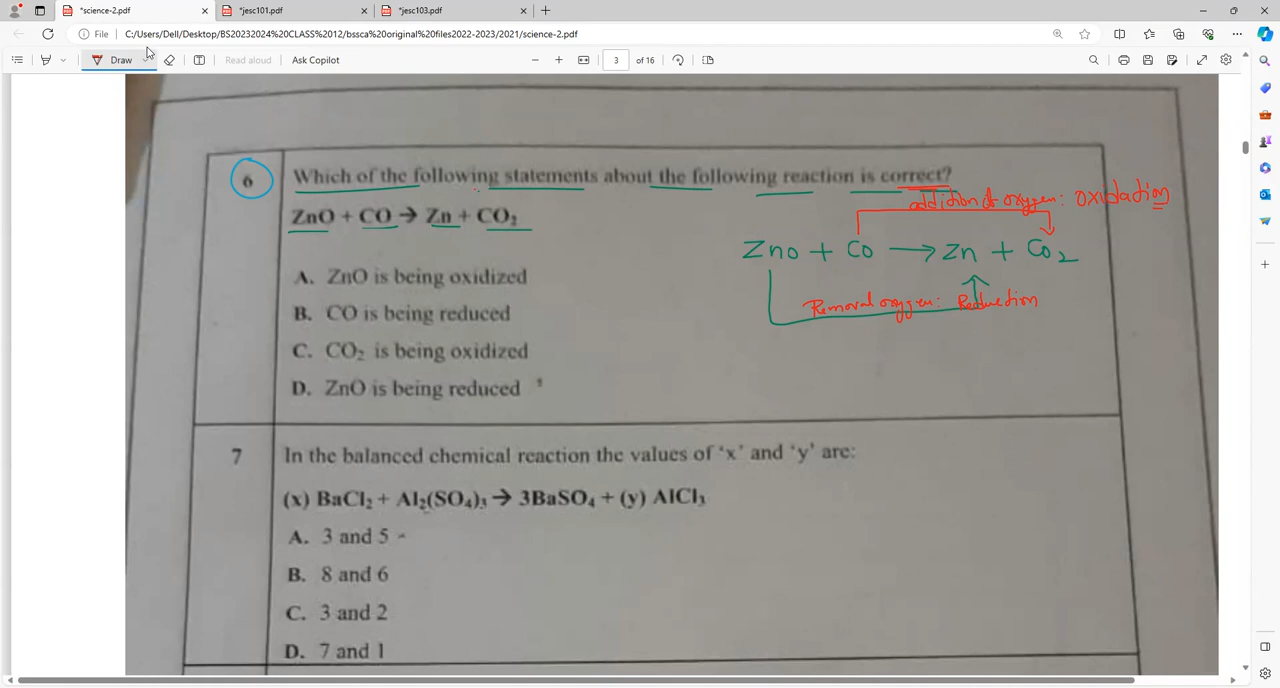 *science-2.pdf
*jesc101.pdf
*jesc103.pdf
File
C:/Users/Dell/Desktop/BS20232024%20CLASS%2012/bssca%20original%20files2022-2023/2021/science-2.pdf
Draw
Read aloud
Ask Copilot
3 of 16
6 Which of the following statements about the following reaction is correct?
addition of oxygen: oxidation
ZnO + CO → Zn + CO₂
Zno + Co → Zn + Co₂
A. ZnO is being oxidized
Removal oxygen: Reduction
B. CO is being reduced
C. CO₂ is being oxidized
D. ZnO is being reduced
7 In the balanced chemical reaction the values of 'x' and 'y' are:
(x) BaCl₂ + Al₂(SO₄)₃ → 3BaSO₄ + (y) AlCl₃
A. 3 and 5
B. 8 and 6
C. 3 and 2
D. 7 and 1